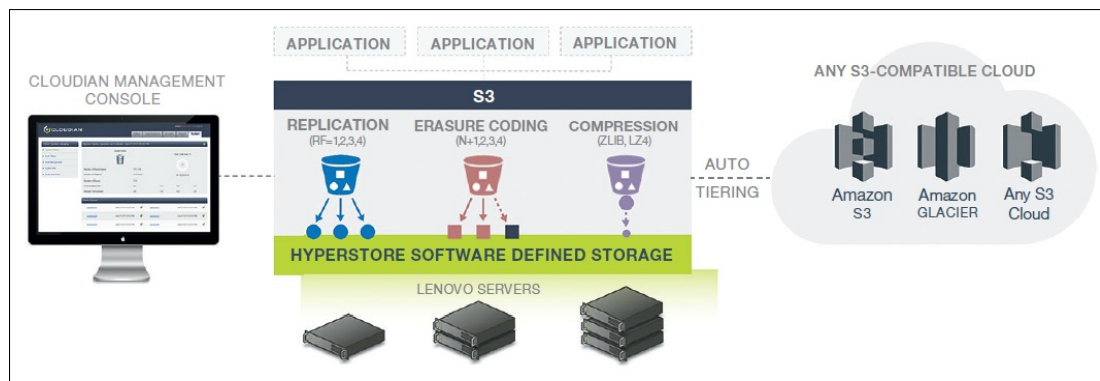 CLOUDIAN MANAGEMENT
CONSOLE
CLOUDIAN
APPLICATION
APPLICATION
APPLICATION
S3
REPLICATION
(RF=1,2,3,4)
ERASURE CODING
(N+1,2,3,4)
COMPRESSION
(ZLIB, LZ4)
HYPERSTORE SOFTWARE DEFINED STORAGE
LENOVO SERVERS
AUTO
TIERING
ANY S3-COMPATIBLE CLOUD
Amazon
S3
Amazon
GLACIER
Any S3
Cloud